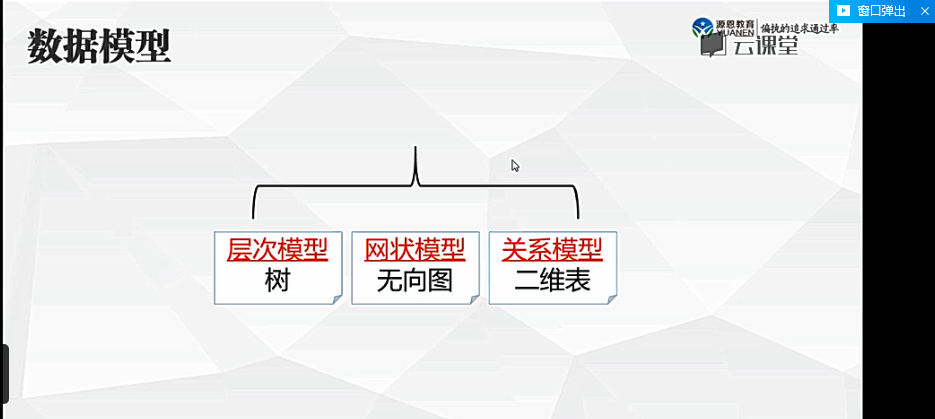 窗口弹出
数据模型
源恩教育
YUANEN
偏执的追求通过率
云课堂
层次模型
树
网状模型
无向图
关系模型
二维表